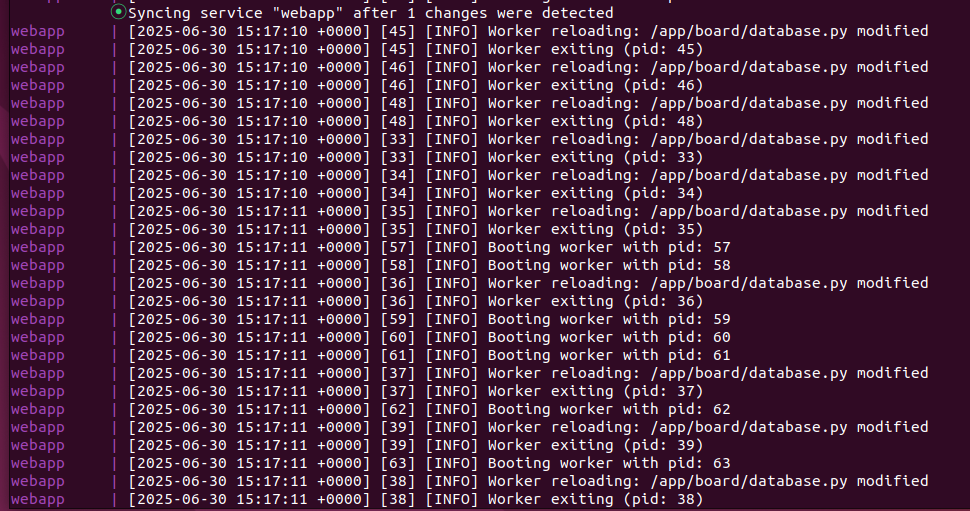 Syncing service "webapp" after 1 changes were detected
webapp | [2025-06-30 15:17:10 +0000] [45] [INFO] Worker reloading: /app/board/database.py modified
webapp | [2025-06-30 15:17:10 +0000] [45] [INFO] Worker exiting (pid: 45)
webapp | [2025-06-30 15:17:10 +0000] [46] [INFO] Worker reloading: /app/board/database.py modified
webapp | [2025-06-30 15:17:10 +0000] [46] [INFO] Worker exiting (pid: 46)
webapp | [2025-06-30 15:17:10 +0000] [48] [INFO] Worker reloading: /app/board/database.py modified
webapp | [2025-06-30 15:17:10 +0000] [48] [INFO] Worker exiting (pid: 48)
webapp | [2025-06-30 15:17:10 +0000] [33] [INFO] Worker reloading: /app/board/database.py modified
webapp | [2025-06-30 15:17:10 +0000] [33] [INFO] Worker exiting (pid: 33)
webapp | [2025-06-30 15:17:10 +0000] [34] [INFO] Worker reloading: /app/board/database.py modified
webapp | [2025-06-30 15:17:10 +0000] [34] [INFO] Worker exiting (pid: 34)
webapp | [2025-06-30 15:17:11 +0000] [35] [INFO] Worker reloading: /app/board/database.py modified
webapp | [2025-06-30 15:17:11 +0000] [35] [INFO] Worker exiting (pid: 35)
webapp | [2025-06-30 15:17:11 +0000] [57] [INFO] Booting worker with pid: 57
webapp | [2025-06-30 15:17:11 +0000] [58] [INFO] Booting worker with pid: 58
webapp | [2025-06-30 15:17:11 +0000] [36] [INFO] Worker reloading: /app/board/database.py modified
webapp | [2025-06-30 15:17:11 +0000] [36] [INFO] Worker exiting (pid: 36)
webapp | [2025-06-30 15:17:11 +0000] [59] [INFO] Booting worker with pid: 59
webapp | [2025-06-30 15:17:11 +0000] [60] [INFO] Booting worker with pid: 60
webapp | [2025-06-30 15:17:11 +0000] [61] [INFO] Booting worker with pid: 61
webapp | [2025-06-30 15:17:11 +0000] [37] [INFO] Worker reloading: /app/board/database.py modified
webapp | [2025-06-30 15:17:11 +0000] [37] [INFO] Worker exiting (pid: 37)
webapp | [2025-06-30 15:17:11 +0000] [62] [INFO] Booting worker with pid: 62
webapp | [2025-06-30 15:17:11 +0000] [39] [INFO] Worker reloading: /app/board/database.py modified
webapp | [2025-06-30 15:17:11 +0000] [39] [INFO] Worker exiting (pid: 39)
webapp | [2025-06-30 15:17:11 +0000] [63] [INFO] Booting worker with pid: 63
webapp | [2025-06-30 15:17:11 +0000] [38] [INFO] Worker reloading: /app/board/database.py modified
webapp | [2025-06-30 15:17:11 +0000] [38] [INFO] Worker exiting (pid: 38)